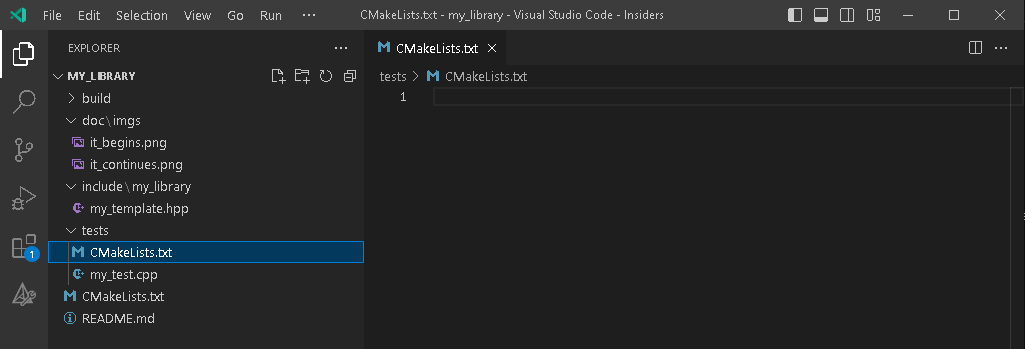 File Edit Selection View Go Run ··· CMakeLists.txt - my_library - Visual Studio Code - Insiders
EXPLORER ···
MY_LIBRARY
build
doc\imgs
it_begins.png
it_continues.png
include\my_library
my_template.hpp
tests
CMakeLists.txt
my_test.cpp
CMakeLists.txt
README.md
1
CMakeLists.txt
tests > CMakeLists.txt
1